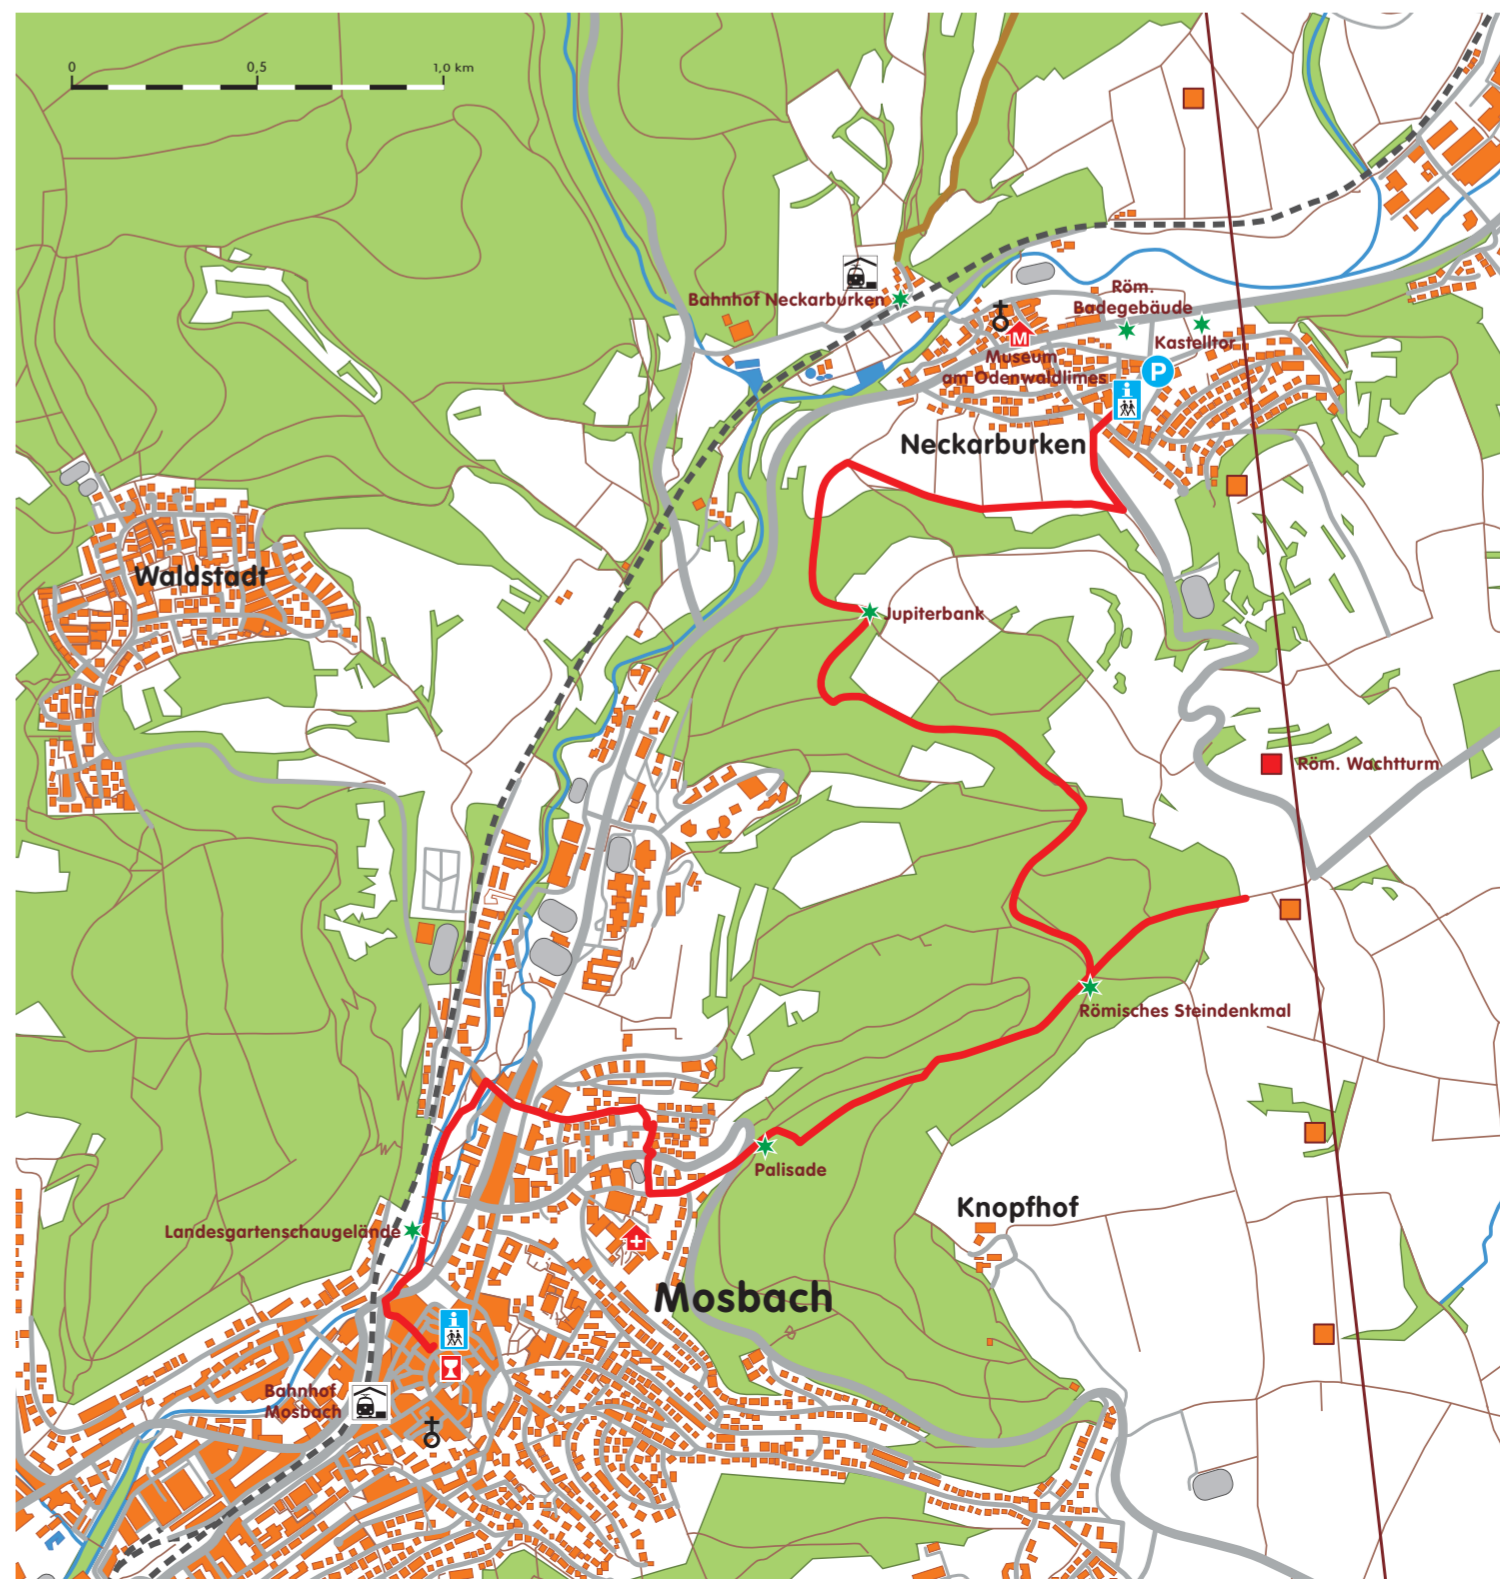 0
0,5
1,0 km
Bahnhof Neckarburken
Röm.
Badegebäude
Kastelltor
M
Museum
am Odenwaldlimes
P
i
Neckarburken
Waldstadt
Jupiterbank
Röm. Wachtturm
Römisches Steindenkmal
Palisade
Landesgartenschaugelände
Knopfhof
Mosbach
i
Bahnhof
Mosbach